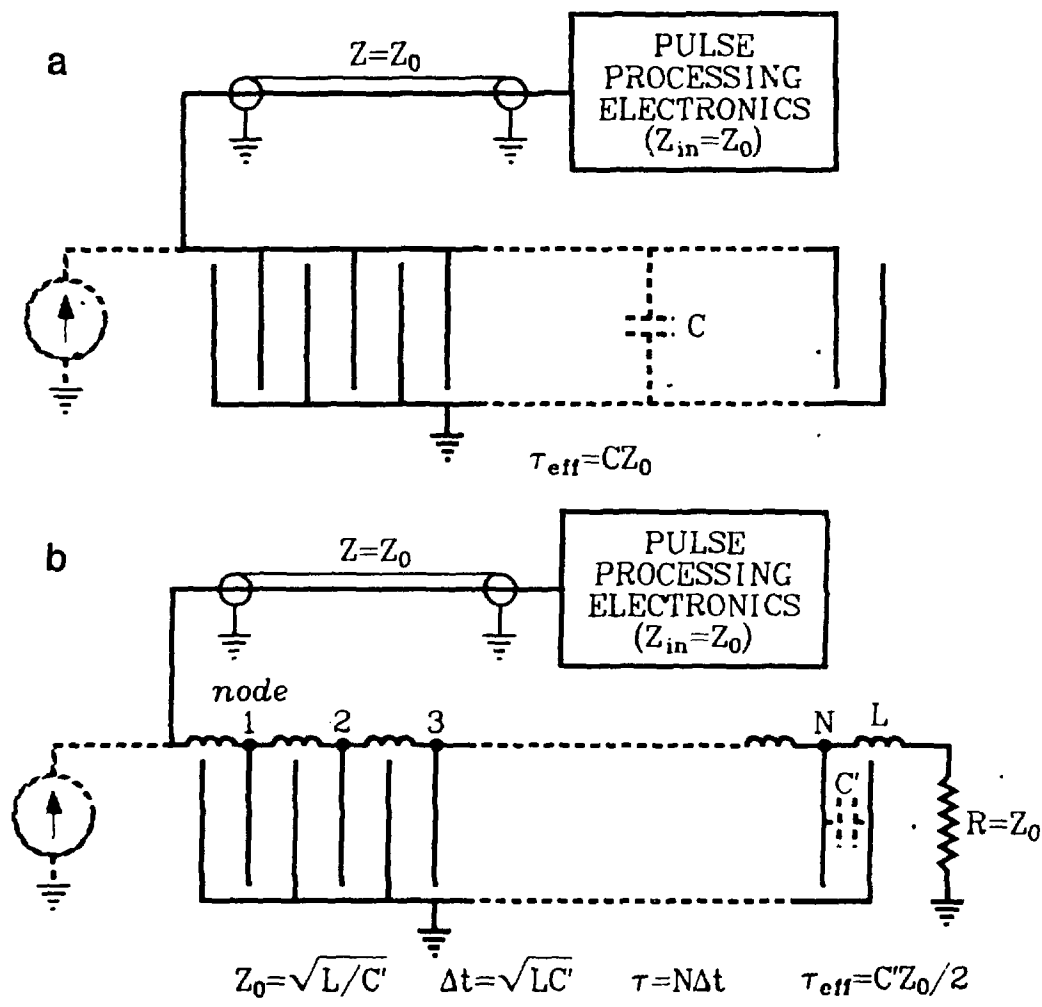 a
Z=Z₀
PULSE
PROCESSING
ELECTRONICS
(Zᵢₙ=Z₀)
C
τeff=CZ₀
b
Z=Z₀
PULSE
PROCESSING
ELECTRONICS
(Zᵢₙ=Z₀)
node
1 2 3 N L
C'
R=Z₀
Z₀=√L/C' Δt=√LC' τ=NΔt τeff=C'Z₀/2